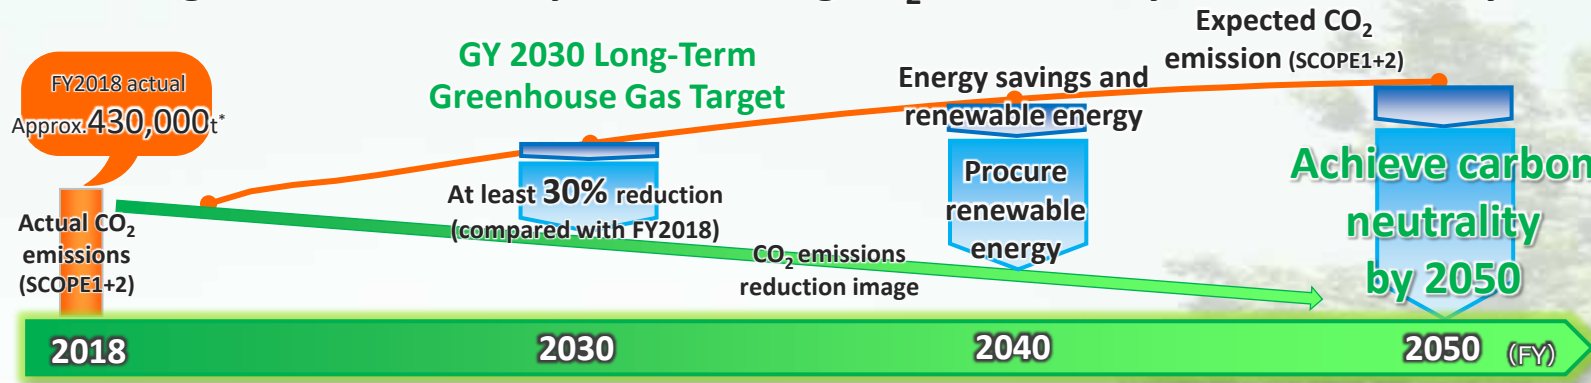 FY2018 actual
Approx.430,000t*
Actual CO₂
emissions
(SCOPE1+2)
GY 2030 Long-Term
Greenhouse Gas Target
At least 30% reduction
(compared with FY2018)
CO₂ emissions
reduction image
Energy savings and
renewable energy
Procure
renewable
energy
Expected CO₂
emission (SCOPE1+2)
Achieve carbon
neutrality
by 2050
2018
2030
2040
2050 (FY)